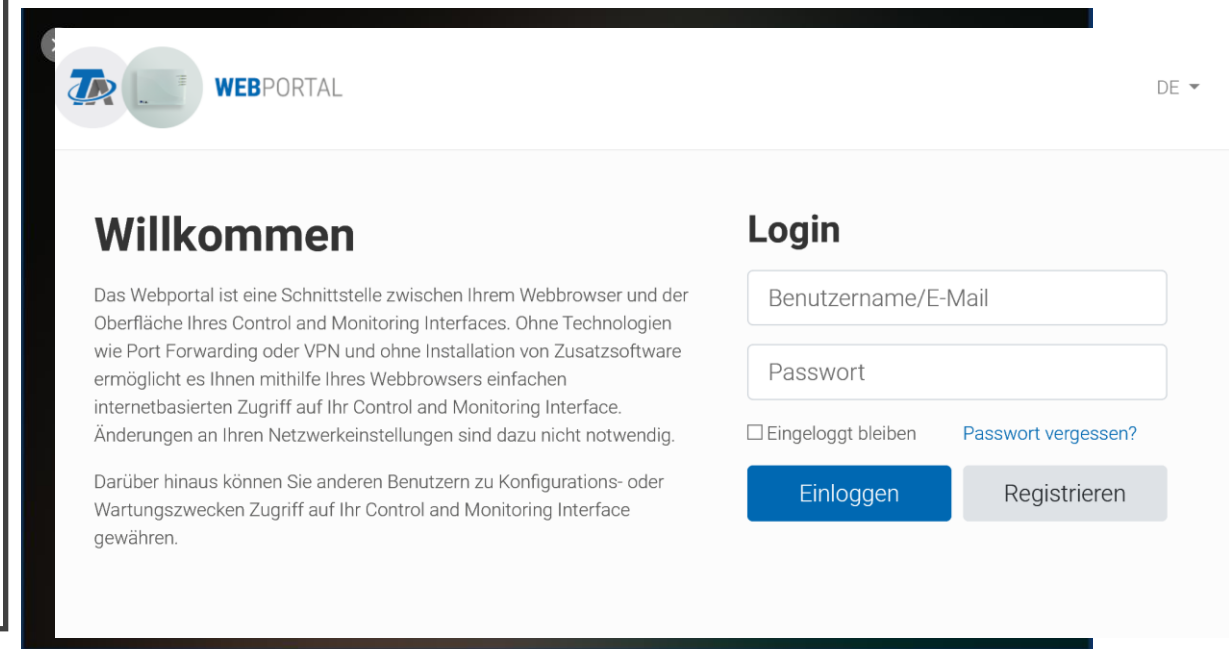 TA WEBPORTAL
DE
Willkommen
Das Webportal ist eine Schnittstelle zwischen Ihrem Webbrowser und der
Oberfläche Ihres Control and Monitoring Interfaces. Ohne Technologien
wie Port Forwarding oder VPN und ohne Installation von Zusatzsoftware
ermöglicht es Ihnen mithilfe Ihres Webbrowsers einfachen
internetbasierten Zugriff auf Ihr Control and Monitoring Interface.
Änderungen an Ihren Netzwerkeinstellungen sind dazu nicht notwendig.
Darüber hinaus können Sie anderen Benutzern zu Konfigurations- oder
Wartungszwecken Zugriff auf Ihr Control and Monitoring Interface
gewähren.
Login
Benutzername/E-Mail
Passwort
Eingeloggt bleiben
Passwort vergessen?
Einloggen
Registrieren